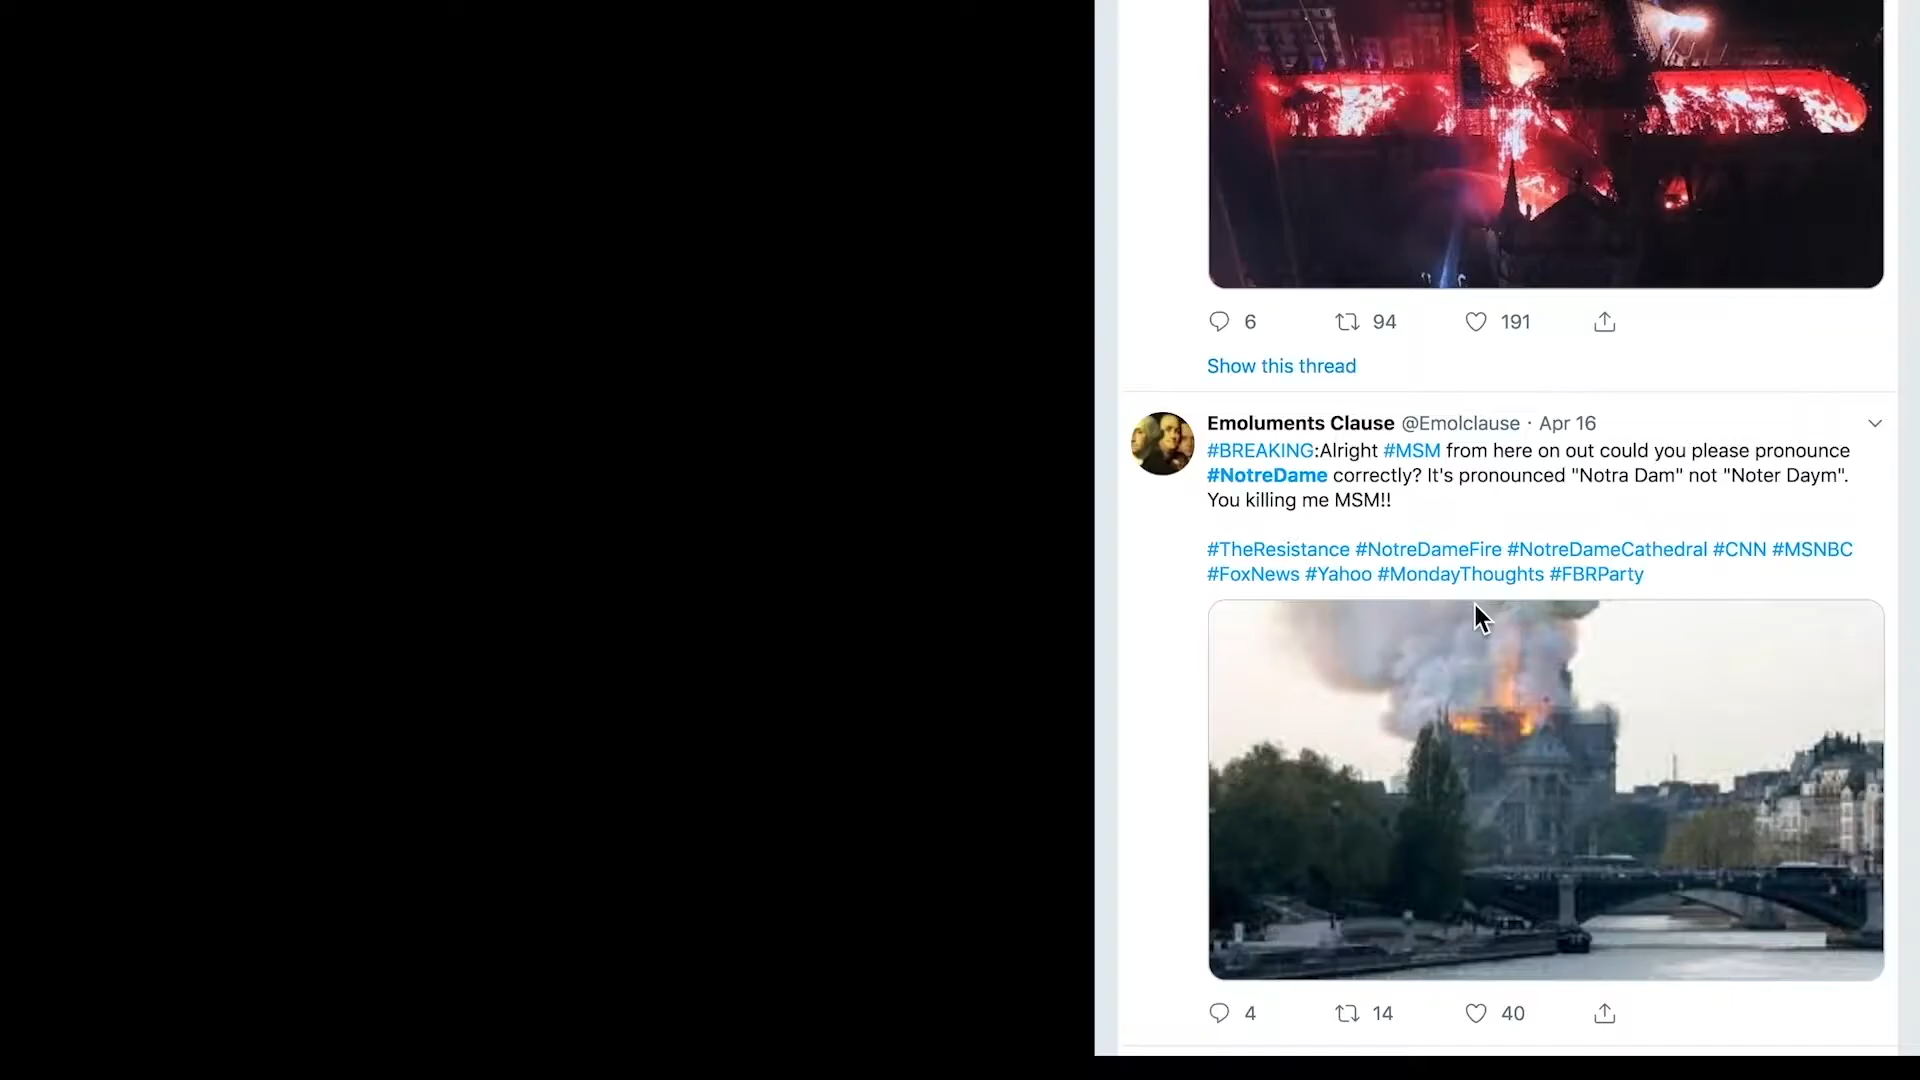 6 94 191
Show this thread
Emoluments Clause @Emolclause · Apr 16
#BREAKING:Alright #MSM from here on out could you please pronounce
#NotreDame correctly? It's pronounced "Notra Dam" not "Noter Daym".
You killing me MSM!!
#TheResistance #NotreDameFire #NotreDameCathedral #CNN #MSNBC
#FoxNews #Yahoo #MondayThoughts #FBRParty
4 14 40